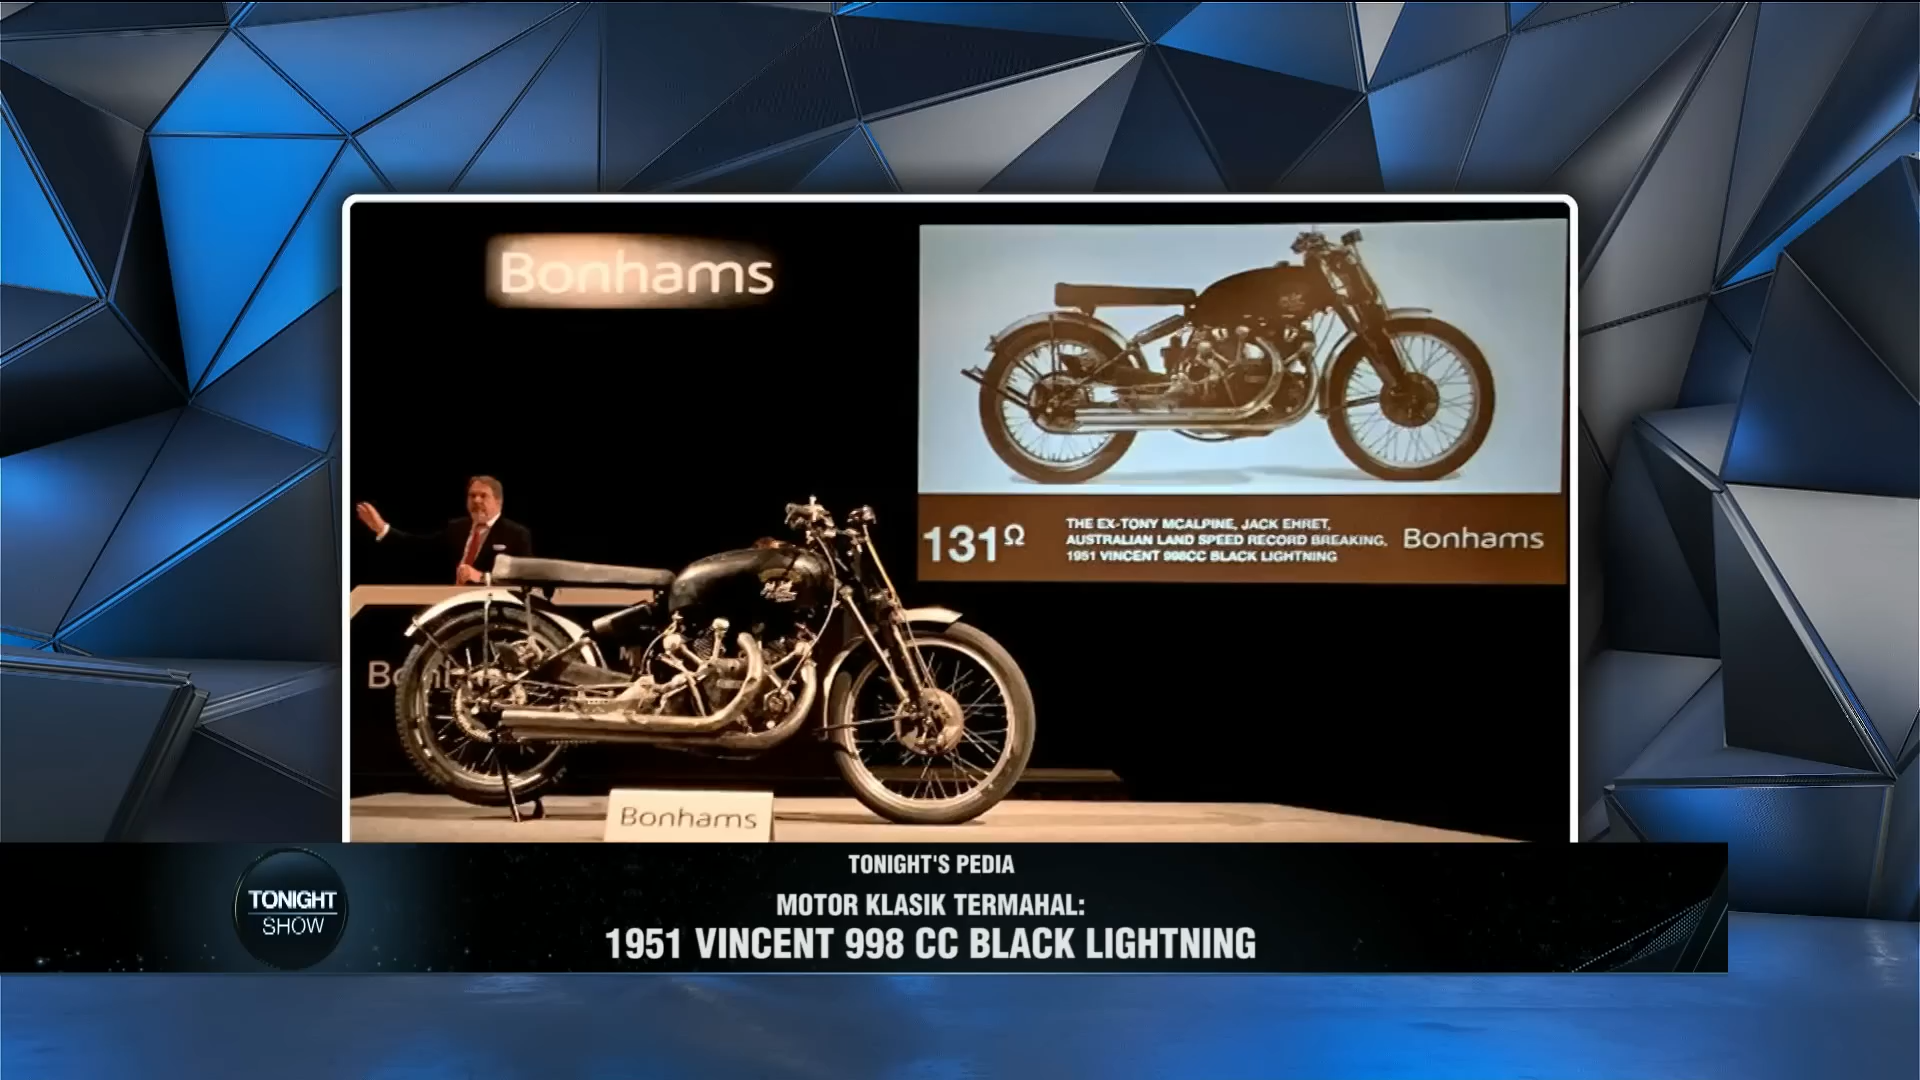 Bonhams
131Ω
THE EX-TONY MCALPINE, JACK EHRET,
AUSTRALIAN LAND SPEED RECORD BREAKING,
1951 VINCENT 998CC BLACK LIGHTNING
Bonhams
Bonhams
TONIGHT
SHOW
TONIGHT'S PEDIA
MOTOR KLASIK TERMAHAL:
1951 VINCENT 998 CC BLACK LIGHTNING